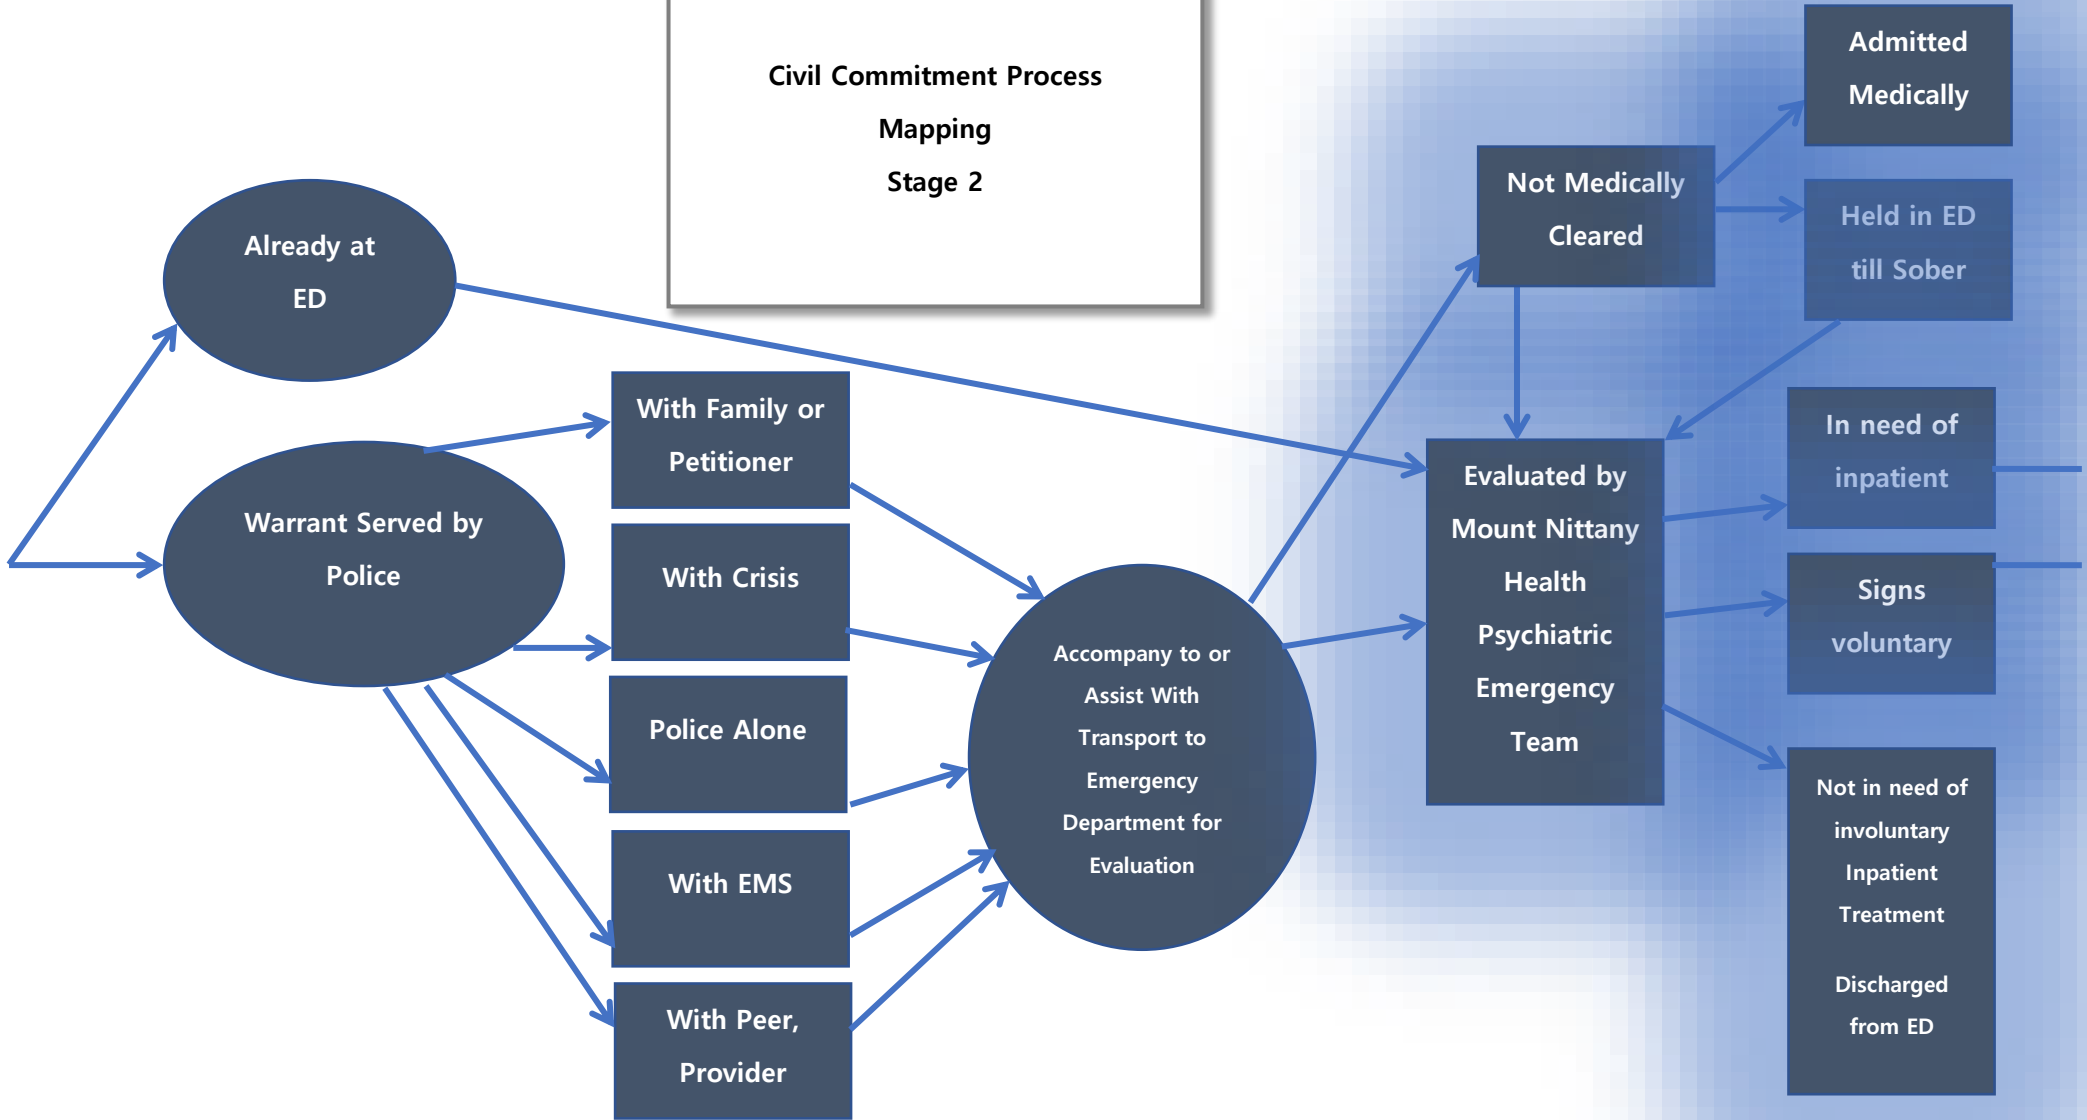 Civil Commitment Process
Mapping
Stage 2
Already at
ED
Warrant Served by
Police
With Family or
Petitioner
With Crisis
Police Alone
With EMS
With Peer,
Provider
Accompany to or
Assist With
Transport to
Emergency
Department for
Evaluation
Not Medically
Cleared
Admitted
Medically
Held in ED
till Sober
Evaluated by
Mount Nittany
Health
Psychiatric
Emergency
Team
In need of
inpatient
Signs
voluntary
Not in need of
involuntary
Inpatient
Treatment
Discharged
from ED